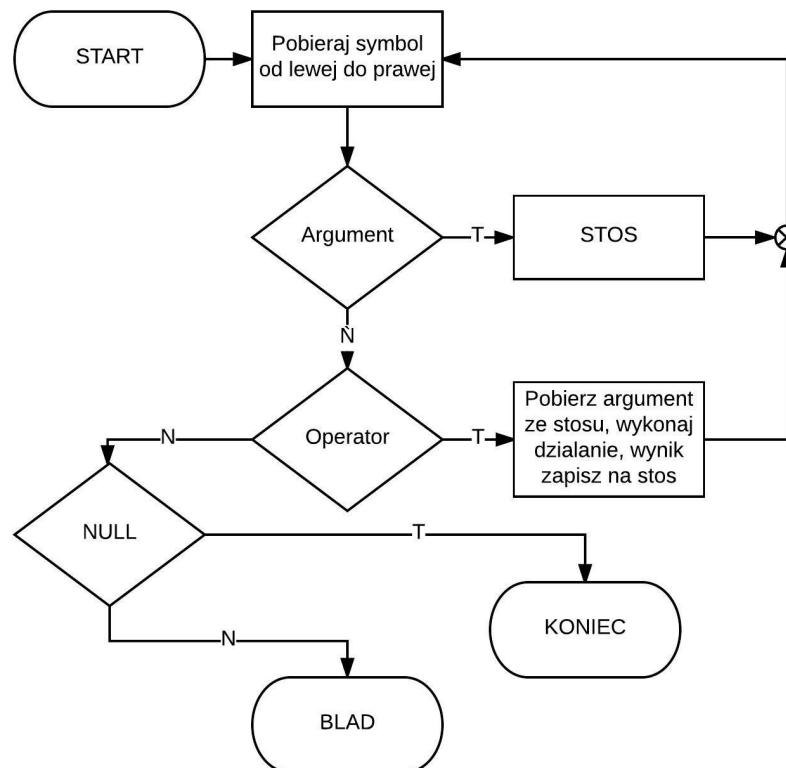 START
Pobieraj symbol
od lewej do prawej
Argument
T
STOS
N
Operator
T
Pobierz argument
ze stosu, wykonaj
dzialanie, wynik
zapisz na stos
N
NULL
T
KONIEC
N
BLAD